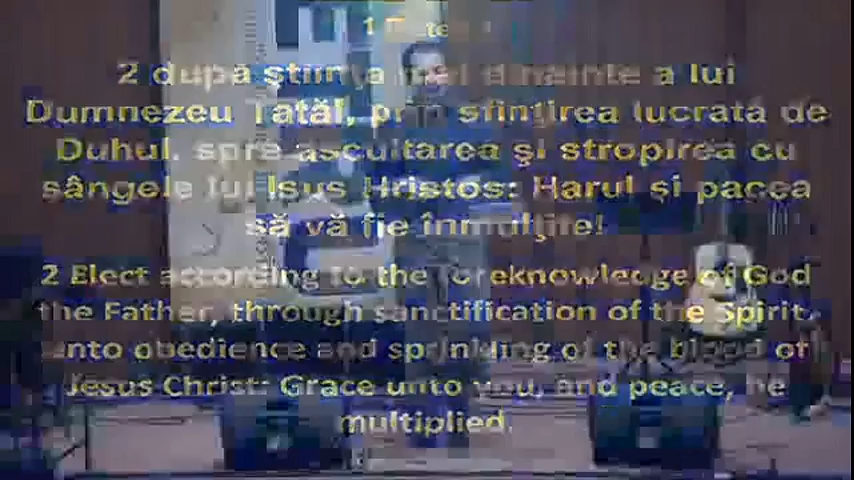 2 după știința mai dinainte a lui
Dumnezeu Tatăl, prin sfinţirea lucrată de
Duhul, spre ascultarea şi stropirea cu
sângele lui Isus Hristos: Harul şi pacea
să vă fie înmulţite!
2 Elect according to the foreknowledge of God
the Father, through sanctification of the Spirit,
unto obedience and sprinkling of the blood of
Jesus Christ: Grace unto you, and peace, be
multiplied.